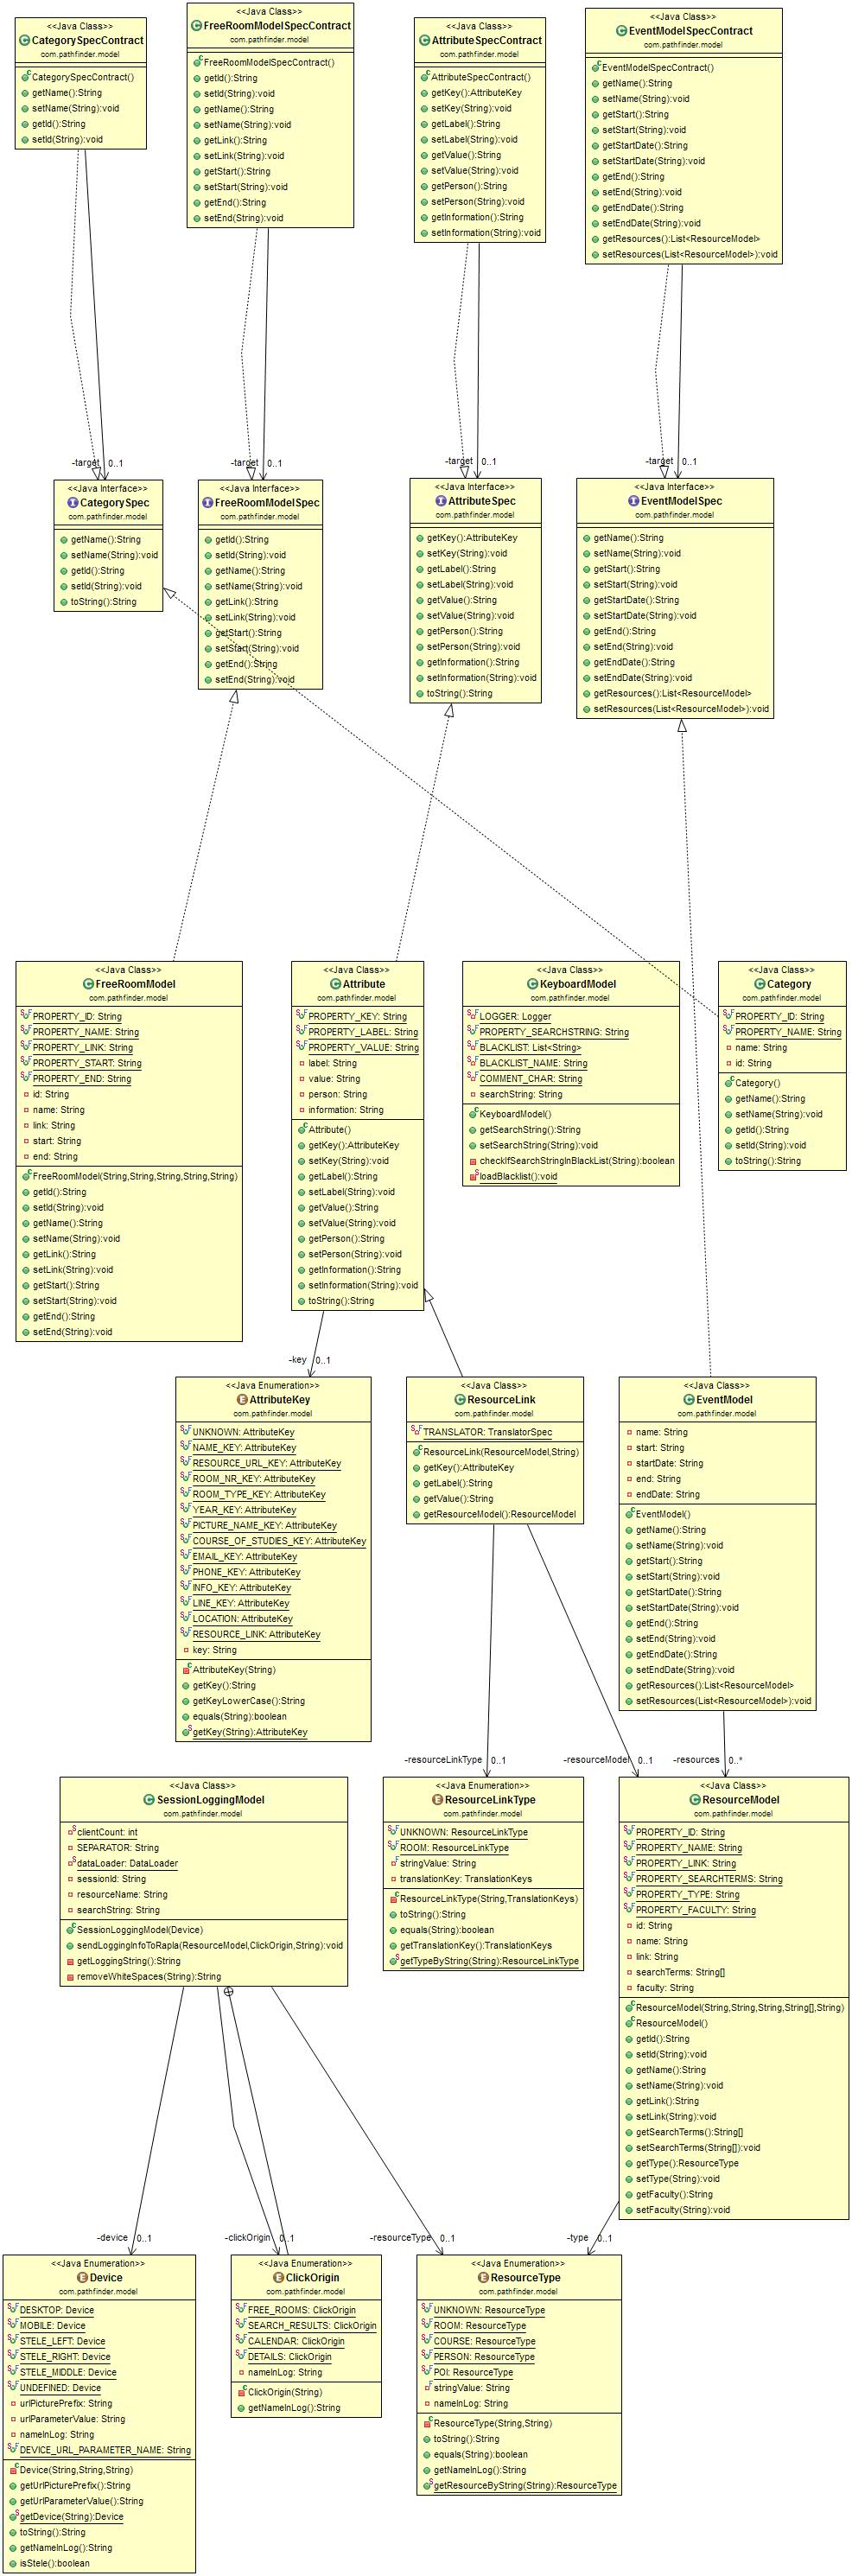 <<Java Class>>
CategorySpecContract
com.pathfinder.model
CategorySpecContract()
getName():String
setName(String):void
getId():String
setId(String):void
<<Java Class>>
FreeRoomModelSpecContract
com.pathfinder.model
FreeRoomModelSpecContract()
getId():String
setId(String):void
getName():String
setName(String):void
getLink():String
setLink(String):void
getStart():String
setStart(String):void
getEnd():String
setEnd(String):void
<<Java Class>>
AttributeSpecContract
com.pathfinder.model
AttributeSpecContract()
getKey():AttributeKey
setKey(String):void
getLabel():String
setLabel(String):void
getValue():String
setValue(String):void
getPerson():String
setPerson(String):void
getInformation():String
setInformation(String):void
<<Java Class>>
EventModelSpecContract
com.pathfinder.model
EventModelSpecContract()
getName():String
setName(String):void
getStart():String
setStart(String):void
getStartDate():String
setStartDate(String):void
getEnd():String
setEnd(String):void
getEndDate():String
setEndDate(String):void
getResources():List<ResourceModel>
setResources(List<ResourceModel>):void
-target 0..1
-target 0..1
-target 0..1
-target 0..1
<<Java Interface>>
CategorySpec
com.pathfinder.model
getName():String
setName(String):void
getId():String
setId(String):void
toString():String
<<Java Interface>>
FreeRoomModelSpec
com.pathfinder.model
getId():String
setId(String):void
getName():String
setName(String):void
getLink():String
setLink(String):void
getStart():String
setStart(String):void
getEnd():String
setEnd(String):void
<<Java Interface>>
AttributeSpec
com.pathfinder.model
getKey():AttributeKey
setKey(String):void
getLabel():String
setLabel(String):void
getValue():String
setValue(String):void
getPerson():String
setPerson(String):void
getInformation():String
setInformation(String):void
toString():String
<<Java Interface>>
EventModelSpec
com.pathfinder.model
getName():String
setName(String):void
getStart():String
setStart(String):void
getStartDate():String
setStartDate(String):void
getEnd():String
setEnd(String):void
getEndDate():String
setEndDate(String):void
getResources():List<ResourceModel>
setResources(List<ResourceModel>):void
<<Java Class>>
FreeRoomModel
com.pathfinder.model
PROPERTY_ID: String
PROPERTY_NAME: String
PROPERTY_LINK: String
PROPERTY_START: String
PROPERTY_END: String
id: String
name: String
link: String
start: String
end: String
FreeRoomModel(String,String,String,String,String)
getId():String
setId(String):void
getName():String
setName(String):void
getLink():String
setLink(String):void
getStart():String
setStart(String):void
getEnd():String
setEnd(String):void
<<Java Class>>
Attribute
com.pathfinder.model
PROPERTY_KEY: String
PROPERTY_LABEL: String
PROPERTY_VALUE: String
label: String
value: String
person: String
information: String
Attribute()
getKey():AttributeKey
setKey(String):void
getLabel():String
setLabel(String):void
getValue():String
setValue(String):void
getPerson():String
setPerson(String):void
getInformation():String
setInformation(String):void
toString():String
<<Java Class>>
KeyboardModel
com.pathfinder.model
LOGGER: Logger
PROPERTY_SEARCHSTRING: String
BLACKLIST: List<String>
BLACKLIST_NAME: String
COMMENT_CHAR: String
searchString: String
KeyboardModel()
getSearchString():String
setSearchString(String):void
checkIfSearchStringInBlackList(String):boolean
loadBlacklist():void
<<Java Class>>
Category
com.pathfinder.model
PROPERTY_ID: String
PROPERTY_NAME: String
name: String
id: String
Category()
getName():String
setName(String):void
getId():String
setId(String):void
toString():String
-key 0..1
<<Java Enumeration>>
AttributeKey
com.pathfinder.model
UNKNOWN: AttributeKey
NAME_KEY: AttributeKey
RESOURCE_URL_KEY: AttributeKey
ROOM_NR_KEY: AttributeKey
ROOM_TYPE_KEY: AttributeKey
YEAR_KEY: AttributeKey
PICTURE_NAME_KEY: AttributeKey
COURSE_OF_STUDIES_KEY: AttributeKey
EMAIL_KEY: AttributeKey
PHONE_KEY: AttributeKey
INFO_KEY: AttributeKey
LINE_KEY: AttributeKey
LOCATION: AttributeKey
RESOURCE_LINK: AttributeKey
key: String
AttributeKey(String)
getKey():String
getKeyLowerCase():String
equals(String):boolean
getKey(String):AttributeKey
<<Java Class>>
ResourceLink
com.pathfinder.model
TRANSLATOR: TranslatorSpec
ResourceLink(ResourceModel,String)
getKey():AttributeKey
getLabel():String
getValue():String
getResourceModel():ResourceModel
<<Java Class>>
EventModel
com.pathfinder.model
name: String
start: String
startDate: String
end: String
endDate: String
EventModel()
getName():String
setName(String):void
getStart():String
setStart(String):void
getStartDate():String
setStartDate(String):void
getEnd():String
setEnd(String):void
getEndDate():String
setEndDate(String):void
getResources():List<ResourceModel>
setResources(List<ResourceModel>):void
-resourceLinkType 0..1
-resourceModel 0..1
-resources 0..*
<<Java Class>>
SessionLoggingModel
com.pathfinder.model
clientCount: int
SEPARATOR: String
dataLoader: DataLoader
sessionId: String
resourceName: String
searchString: String
SessionLoggingModel(Device)
sendLoggingInfoToRapla(ResourceModel,ClickOrigin,String):void
getLoggingString():String
removeWhiteSpaces(String):String
<<Java Enumeration>>
ResourceLinkType
com.pathfinder.model
UNKNOWN: ResourceLinkType
ROOM: ResourceLinkType
stringValue: String
translationKey: TranslationKeys
ResourceLinkType(String,TranslationKeys)
toString():String
equals(String):boolean
getTranslationKey():TranslationKeys
getTypeByString(String):ResourceLinkType
<<Java Class>>
ResourceModel
com.pathfinder.model
PROPERTY_ID: String
PROPERTY_NAME: String
PROPERTY_LINK: String
PROPERTY_SEARCHTERMS: String
PROPERTY_TYPE: String
PROPERTY_FACULTY: String
id: String
name: String
link: String
searchTerms: String[]
faculty: String
ResourceModel(String,String,String,String[],String)
ResourceModel()
getId():String
setId(String):void
getName():String
setName(String):void
getLink():String
setLink(String):void
getSearchTerms():String[]
setSearchTerms(String[]):void
getType():ResourceType
setType(String):void
getFaculty():String
setFaculty(String):void
-device 0..1
-clickOrigin 0..1
-resourceType 0..1
-type 0..1
<<Java Enumeration>>
Device
com.pathfinder.model
DESKTOP: Device
MOBILE: Device
STELE_LEFT: Device
STELE_RIGHT: Device
STELE_MIDDLE: Device
UNDEFINED: Device
urlPicturePrefix: String
urlParameterValue: String
nameInLog: String
DEVICE_URL_PARAMETER_NAME: String
Device(String,String,String)
getUrlPicturePrefix():String
getUrlParameterValue():String
getDevice(String):Device
toString():String
getNameInLog():String
isStele():boolean
<<Java Enumeration>>
ClickOrigin
com.pathfinder.model
FREE_ROOMS: ClickOrigin
SEARCH_RESULTS: ClickOrigin
CALENDAR: ClickOrigin
DETAILS: ClickOrigin
nameInLog: String
ClickOrigin(String)
getNameInLog():String
<<Java Enumeration>>
ResourceType
com.pathfinder.model
UNKNOWN: ResourceType
ROOM: ResourceType
COURSE: ResourceType
PERSON: ResourceType
POI: ResourceType
stringValue: String
nameInLog: String
ResourceType(String,String)
toString():String
equals(String):boolean
getNameInLog():String
getResourceByString(String):ResourceType